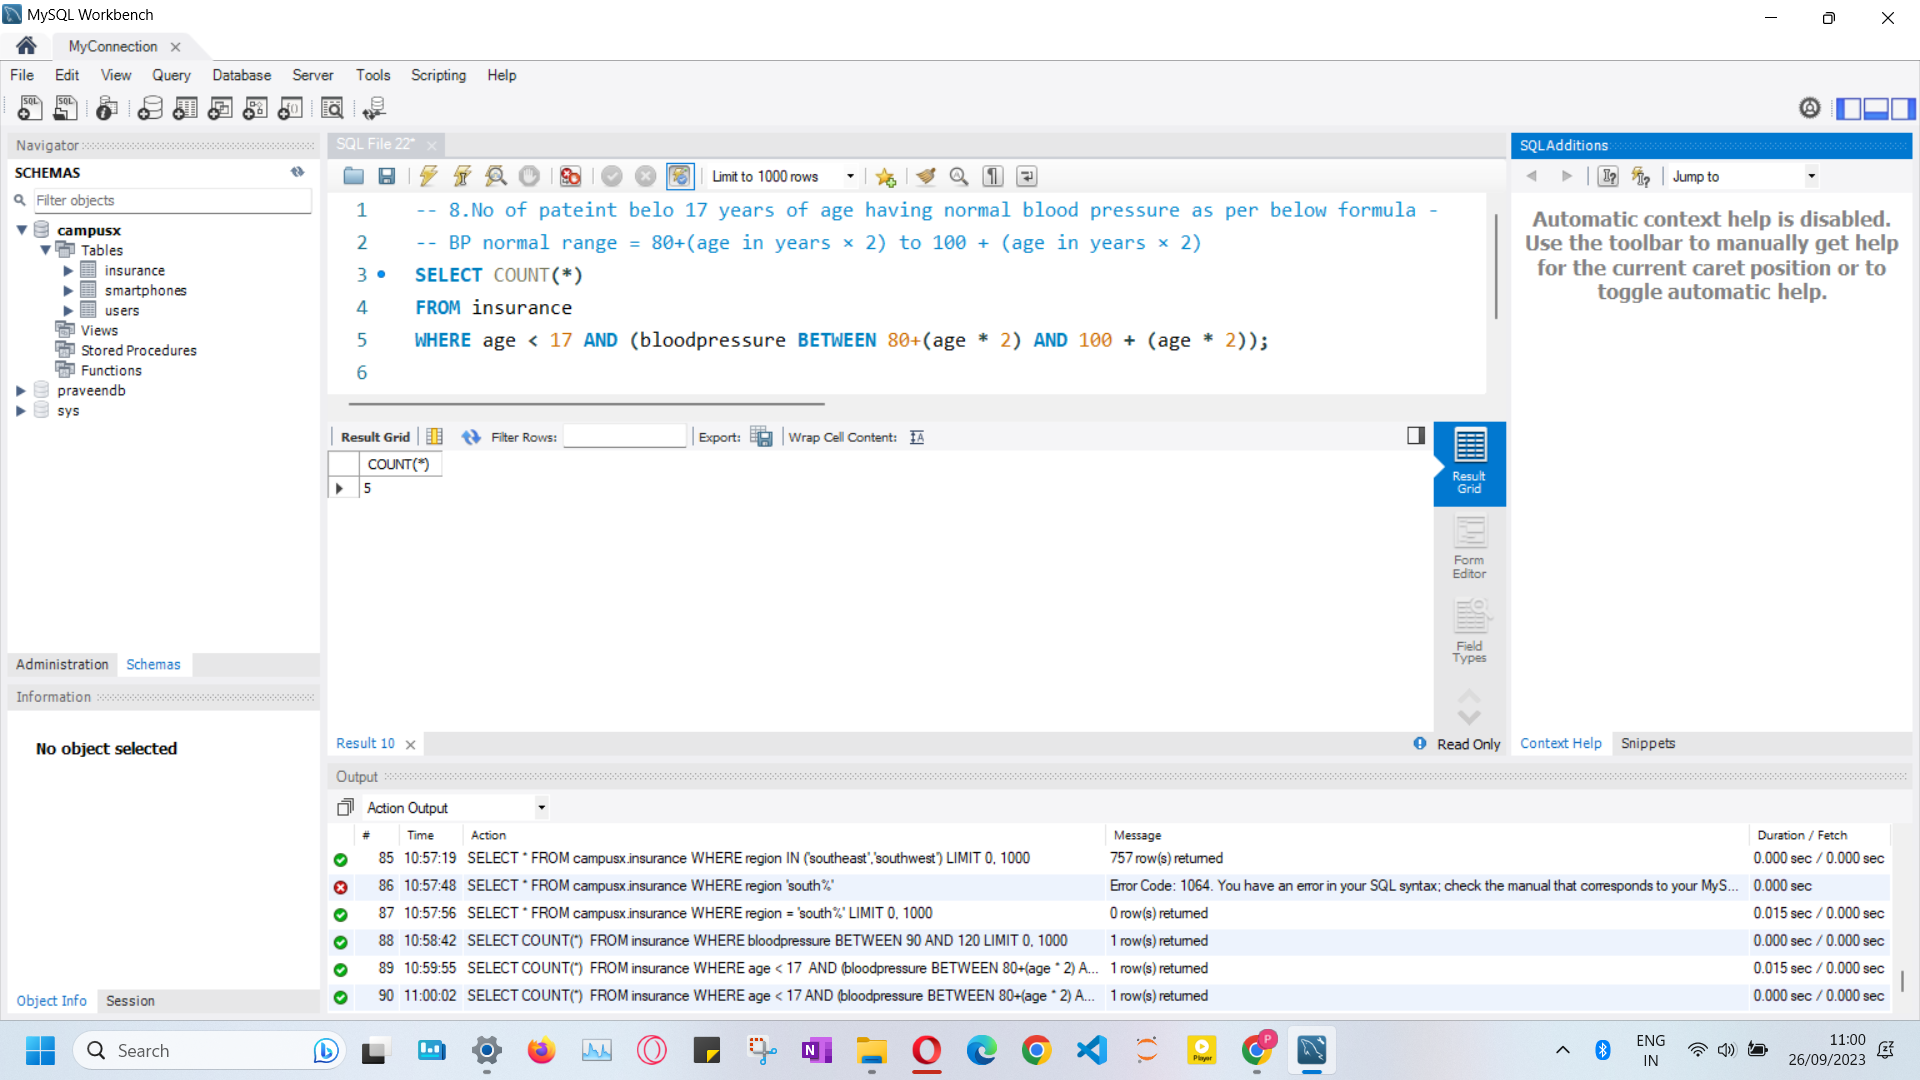 MySQL Workbench
MyConnection
File Edit View Query Database Server Tools Scripting Help
Navigator
SCHEMAS
Filter objects
campusx
Tables
insurance
smartphones
users
Views
Stored Procedures
Functions
praveendb
sys
Administration Schemas
Information
No object selected
Object Info Session
SQL File 22*
Limit to 1000 rows
1 -- 8.No of pateint belo 17 years of age having normal blood pressure as per below formula -
2 -- BP normal range = 80+(age in years × 2) to 100 + (age in years × 2)
3 SELECT COUNT(*)
4 FROM insurance
5 WHERE age < 17 AND (bloodpressure BETWEEN 80+(age * 2) AND 100 + (age * 2));
6
Result Grid Filter Rows: Export: Wrap Cell Content:
COUNT(*)
5
Result
Grid
Form
Editor
Field
Types
Result 10
Read Only
SQLAdditions
Jump to
Automatic context help is disabled.
Use the toolbar to manually get help
for the current caret position or to
toggle automatic help.
Context Help Snippets
Output
Action Output
# Time Action Message Duration / Fetch
85 10:57:19 SELECT * FROM campusx.insurance WHERE region IN ('southeast','southwest') LIMIT 0, 1000 757 row(s) returned 0.000 sec / 0.000 sec
86 10:57:48 SELECT * FROM campusx.insurance WHERE region 'south%' Error Code: 1064. You have an error in your SQL syntax; check the manual that corresponds to your MyS... 0.000 sec
87 10:57:56 SELECT * FROM campusx.insurance WHERE region = 'south%' LIMIT 0, 1000 0 row(s) returned 0.015 sec / 0.000 sec
88 10:58:42 SELECT COUNT(*) FROM insurance WHERE bloodpressure BETWEEN 90 AND 120 LIMIT 0, 1000 1 row(s) returned 0.000 sec / 0.000 sec
89 10:59:55 SELECT COUNT(*) FROM insurance WHERE age < 17 AND (bloodpressure BETWEEN 80+(age * 2) A... 1 row(s) returned 0.015 sec / 0.000 sec
90 11:00:02 SELECT COUNT(*) FROM insurance WHERE age < 17 AND (bloodpressure BETWEEN 80+(age * 2) A... 1 row(s) returned 0.000 sec / 0.000 sec
Search
Player
P
ENG
IN
11:00
26/09/2023